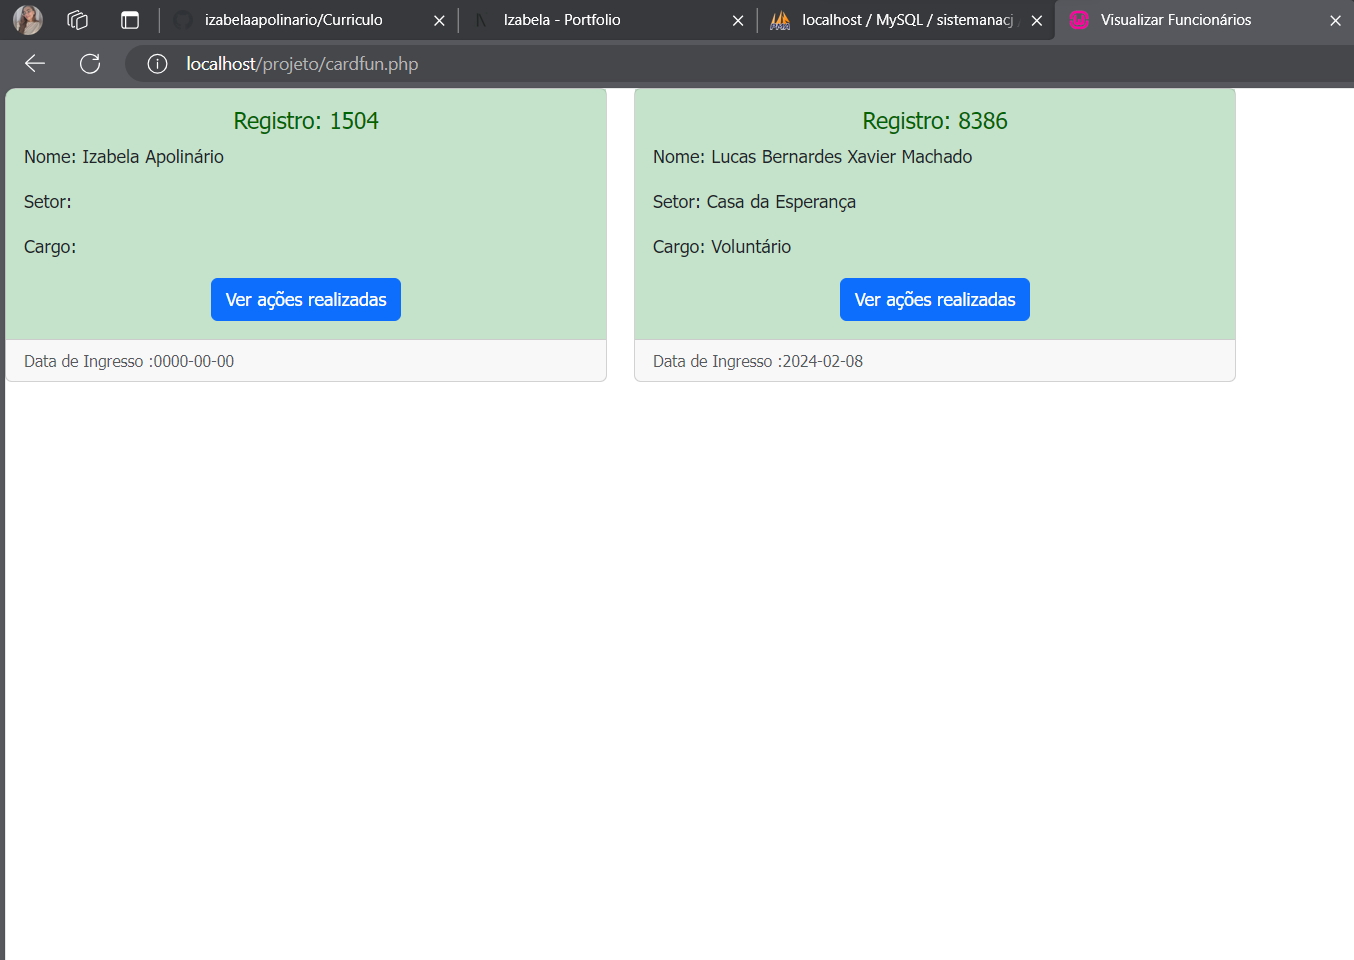 izabelaapolinario/Curriculo
Izabela - Portfolio
localhost / MySQL / sistemanacj
Visualizar Funcionários
localhost/projeto/cardfun.php
Registro: 1504
Nome: Izabela Apolinário
Setor:
Cargo:
Ver ações realizadas
Data de Ingresso :0000-00-00
Registro: 8386
Nome: Lucas Bernardes Xavier Machado
Setor: Casa da Esperança
Cargo: Voluntário
Ver ações realizadas
Data de Ingresso :2024-02-08